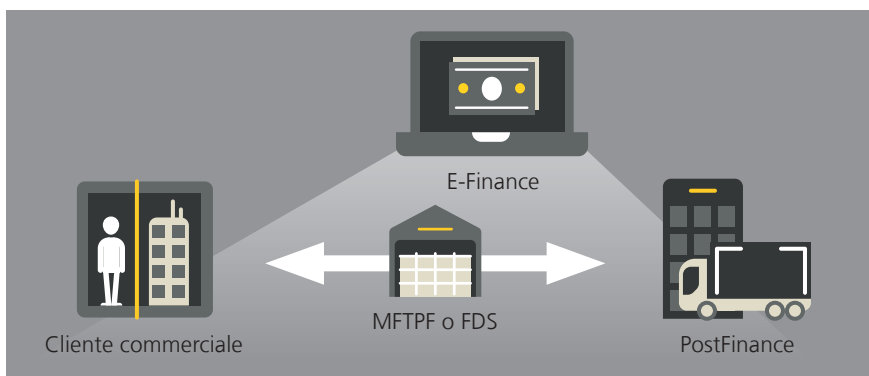 E-Finance
MFTPF o FDS
Cliente commerciale
PostFinance